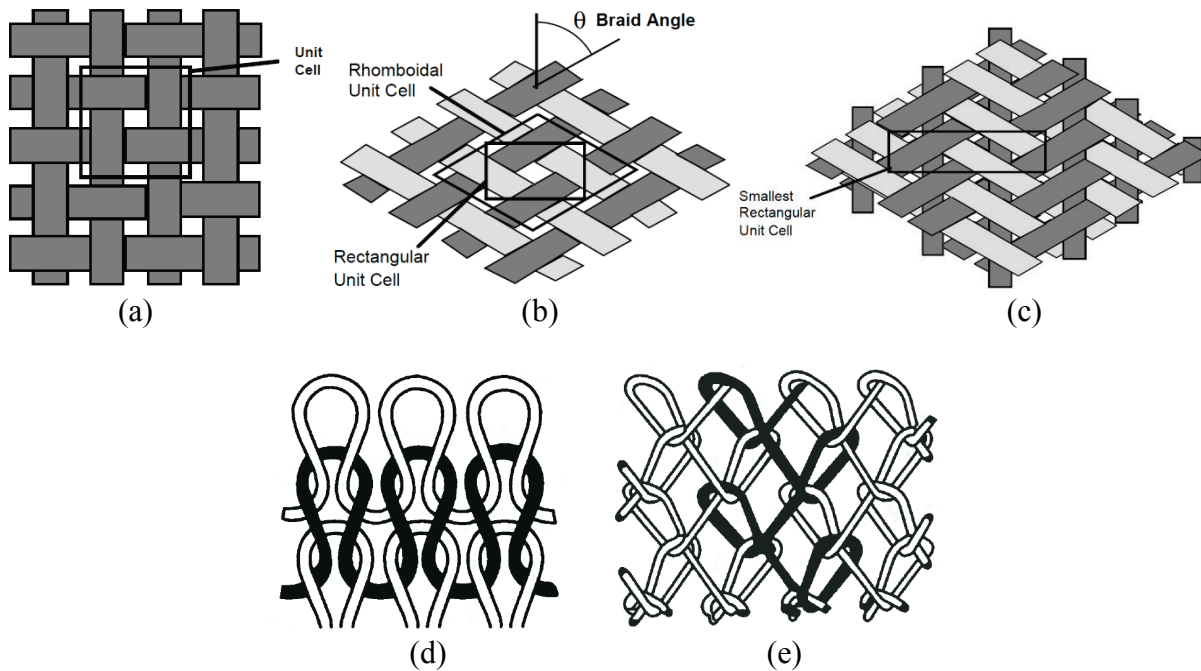 Unit
Cell
(a)
θ Braid Angle
Rhomboidal
Unit Cell
Rectangular
Unit Cell
(b)
Smallest
Rectangular
Unit Cell
(c)
(d)
(e)